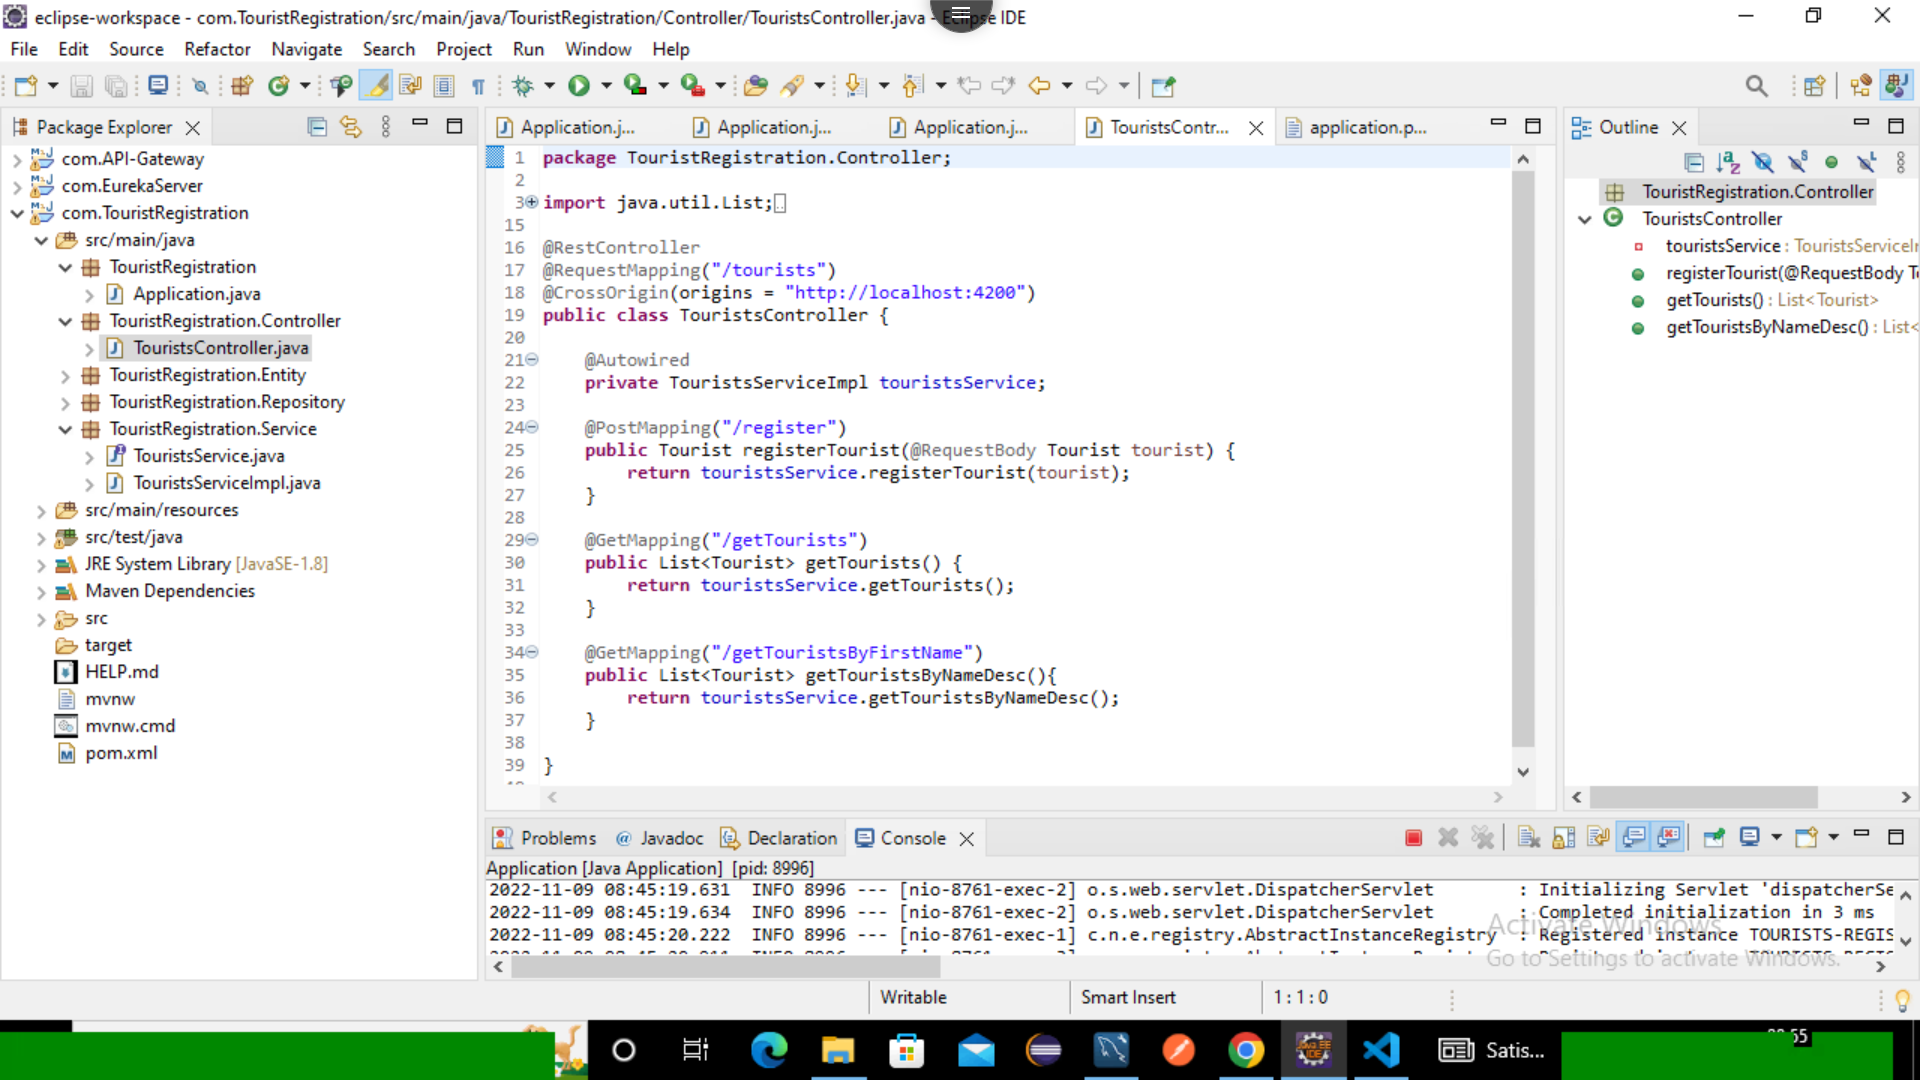 eclipse-workspace - com.TouristRegistration/src/main/java/TouristRegistration/Controller/TouristsController.java - Eclipse IDE
File Edit Source Refactor Navigate Search Project Run Window Help
Package Explorer
com.API-Gateway
com.EurekaServer
com.TouristRegistration
src/main/java
TouristRegistration
Application.java
TouristRegistration.Controller
TouristsController.java
TouristRegistration.Entity
TouristRegistration.Repository
TouristRegistration.Service
TouristsService.java
TouristsServiceImpl.java
src/main/resources
src/test/java
JRE System Library [JavaSE-1.8]
Maven Dependencies
src
target
HELP.md
mvnw
mvnw.cmd
pom.xml
Application.j... Application.j... Application.j... TouristsContr... application.p...
1 package TouristRegistration.Controller;
2
3 import java.util.List;
15
16 @RestController
17 @RequestMapping("/tourists")
18 @CrossOrigin(origins = "http://localhost:4200")
19 public class TouristsController {
20
21 @Autowired
22 private TouristsServiceImpl touristsService;
23
24 @PostMapping("/register")
25 public Tourist registerTourist(@RequestBody Tourist tourist) {
26 return touristsService.registerTourist(tourist);
27 }
28
29 @GetMapping("/getTourists")
30 public List<Tourist> getTourists() {
31 return touristsService.getTourists();
32 }
33
34 @GetMapping("/getTouristsByFirstName")
35 public List<Tourist> getTouristsByNameDesc(){
36 return touristsService.getTouristsByNameDesc();
37 }
38
39 }
Outline
TouristRegistration.Controller
TouristsController
touristsService : TouristsServiceI
registerTourist(@RequestBody T
getTourists() : List<Tourist>
getTouristsByNameDesc() : List<
Problems Javadoc Declaration Console
Application [Java Application] [pid: 8996]
2022-11-09 08:45:19.631 INFO 8996 --- [nio-8761-exec-2] o.s.web.servlet.DispatcherServlet : Initializing Servlet 'dispatcherSe
2022-11-09 08:45:19.634 INFO 8996 --- [nio-8761-exec-2] o.s.web.servlet.DispatcherServlet : Completed initialization in 3 ms
2022-11-09 08:45:20.222 INFO 8996 --- [nio-8761-exec-1] c.n.e.registry.AbstractInstanceRegistry : Registered instance TOURISTS-REGIS
Activate Windows
Go to Settings to activate Windows.
Writable Smart Insert 1 : 1 : 0
Satis...